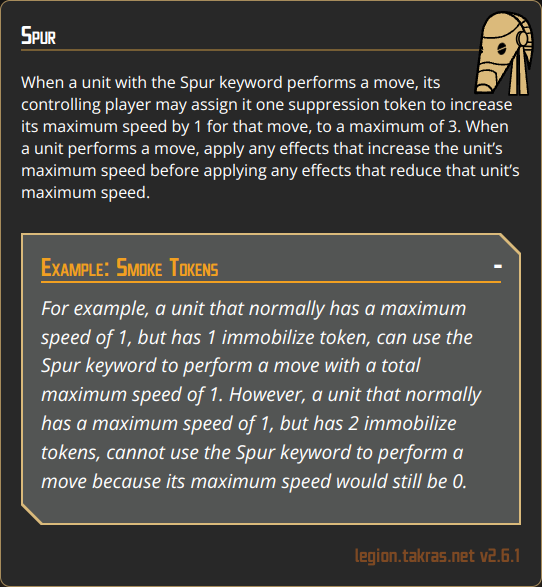 Spur
When a unit with the Spur keyword performs a move, its
controlling player may assign it one suppression token to increase
its maximum speed by 1 for that move, to a maximum of 3. When
a unit performs a move, apply any effects that increase the unit’s
maximum speed before applying any effects that reduce that unit’s
maximum speed.
Example: Smoke Tokens
-
For example, a unit that normally has a maximum
speed of 1, but has 1 immobilize token, can use the
Spur keyword to perform a move with a total
maximum speed of 1. However, a unit that normally
has a maximum speed of 1, but has 2 immobilize
tokens, cannot use the Spur keyword to perform a
move because its maximum speed would still be 0.
legion.takras.net v2.6.1